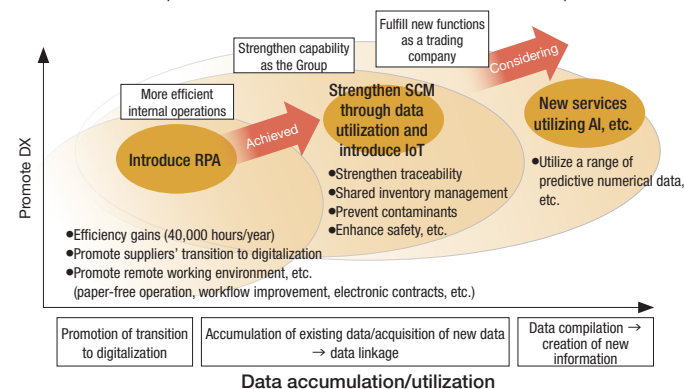 Fulfill new functions
as a trading
company
Strengthen capability
as the Group
Considering
More efficient
internal operations
Strengthen SCM
through data
utilization and
introduce IoT
New services
utilizing AI, etc.
Achieved
Introduce RPA
●Utilize a range of
predictive numerical data,
etc.
●Strengthen traceability
●Shared inventory management
●Prevent contaminants
●Enhance safety, etc.
Promote DX
●Efficiency gains (40,000 hours/year)
●Promote suppliers' transition to digitalization
●Promote remote working environment, etc.
(paper-free operation, workflow improvement, electronic contracts, etc.)
Promotion of transition
to digitalization
Accumulation of existing data/acquisition of new data
→ data linkage
Data compilation →
creation of new
information
Data accumulation/utilization